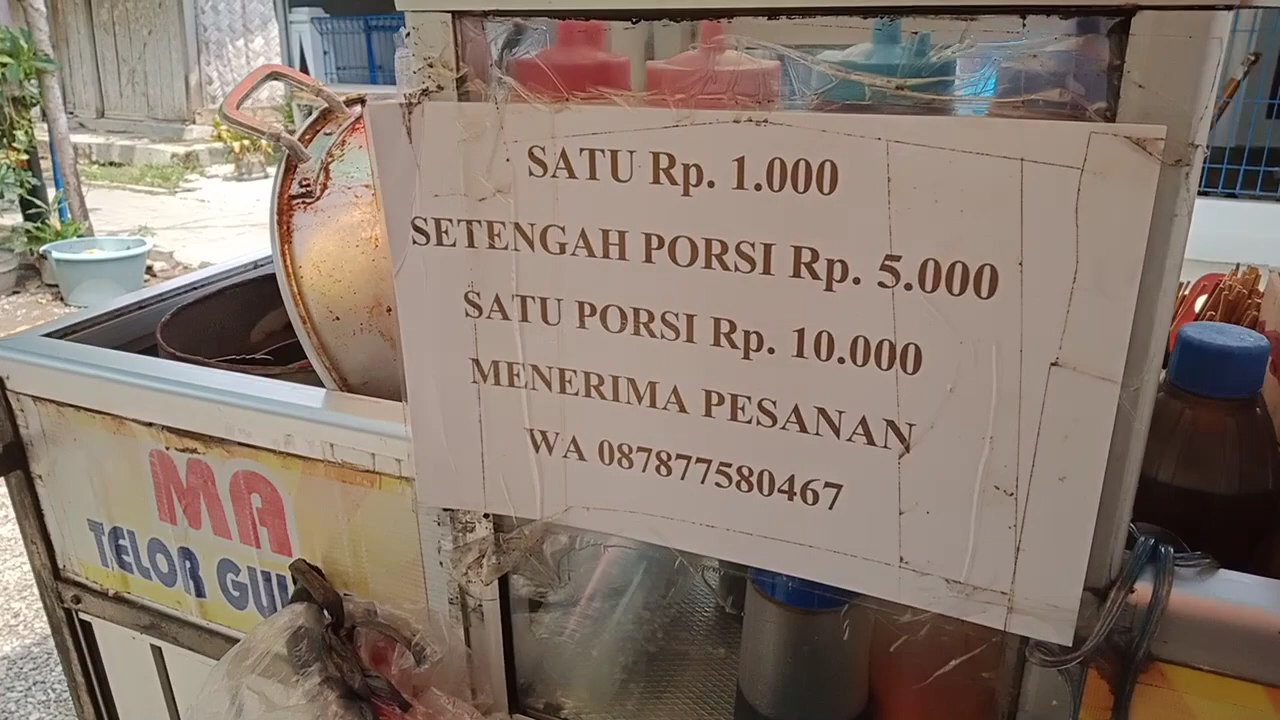 SATU Rp. 1.000
SETENGAH PORSI Rp. 5.000
SATU PORSI Rp. 10.000
MENERIMA PESANAN
WA 087877580467
MA
TELOR